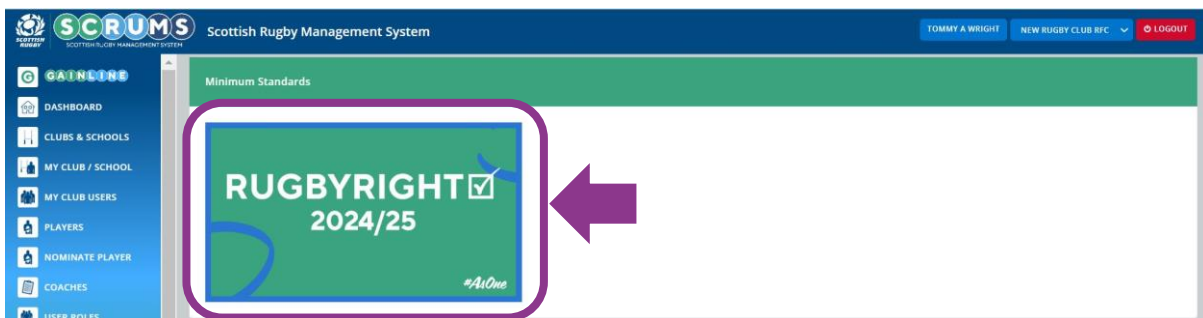 SCOTTISH RUGBY
SCRUMS
SCOTTISH RUGBY MANAGEMENT SYSTEM
Scottish Rugby Management System
TOMMY A WRIGHT
NEW RUGBY CLUB RFC
LOGOUT
GAINLINE
DASHBOARD
CLUBS & SCHOOLS
MY CLUB / SCHOOL
MY CLUB USERS
PLAYERS
NOMINATE PLAYER
COACHES
USER ROLES
Minimum Standards
RUGBYRIGHT
2024/25
#AsOne